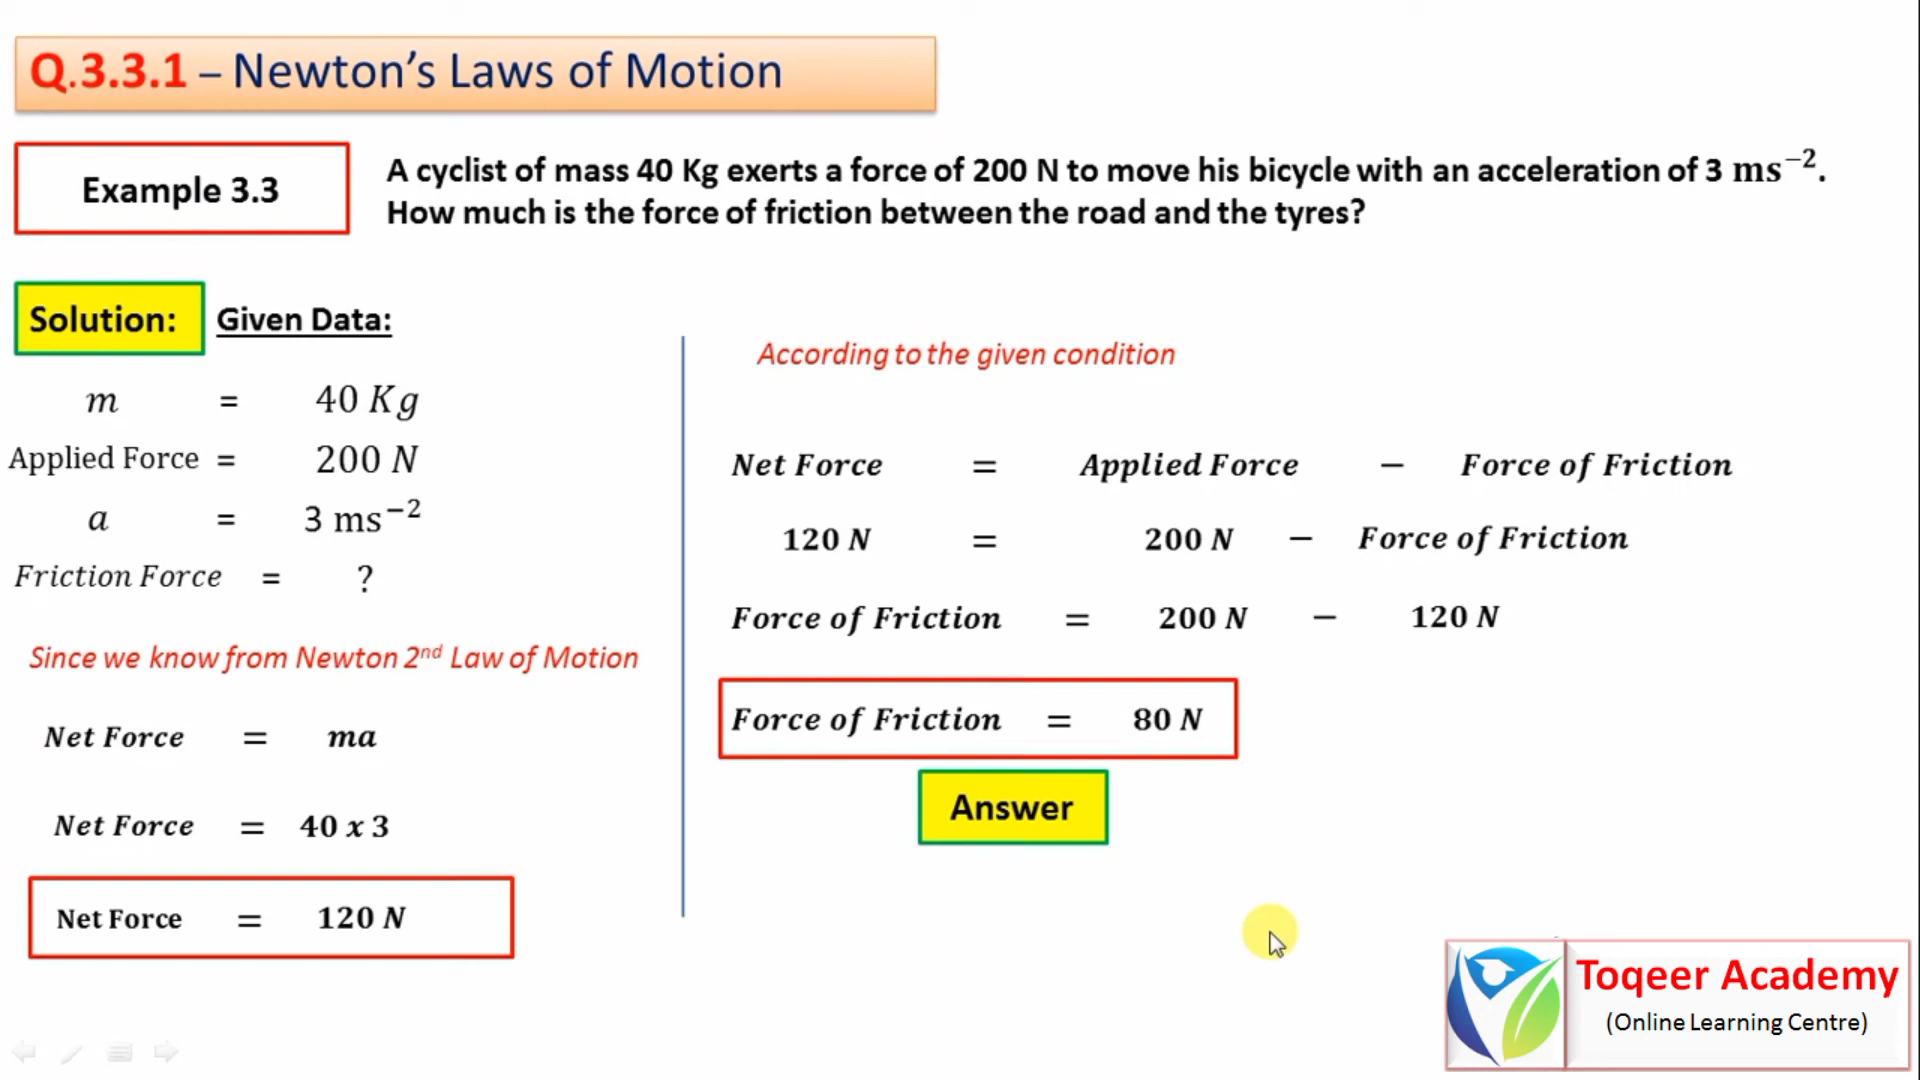 Q.3.3.1 – Newton's Laws of Motion
Example 3.3
A cyclist of mass 40 Kg exerts a force of 200 N to move his bicycle with an acceleration of 3 ms⁻².
How much is the force of friction between the road and the tyres?
Solution: Given Data:
m = 40 Kg
Applied Force = 200 N
a = 3 ms⁻²
Friction Force = ?
Since we know from Newton 2ⁿᵈ Law of Motion
Net Force = ma
Net Force = 40 x 3
Net Force = 120 N
According to the given condition
Net Force = Applied Force − Force of Friction
120 N = 200 N − Force of Friction
Force of Friction = 200 N − 120 N
Force of Friction = 80 N
Answer
Toqeer Academy
(Online Learning Centre)